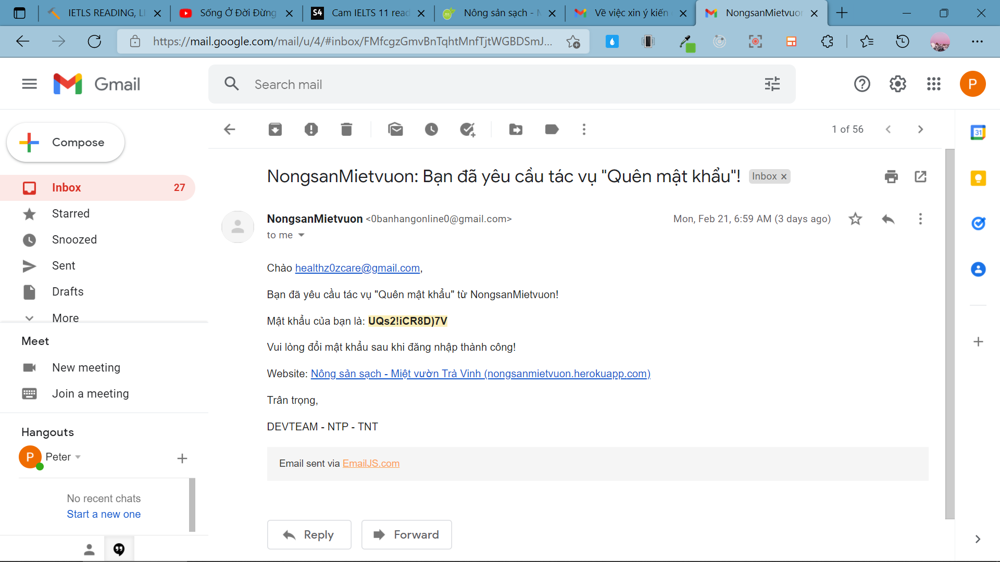 IETLS READING, LI
Sống Ở Đời Đừng
S4 Cam IELTS 11 read
Nông sản sạch - M
Về việc xin ý kiến
NongsanMietvuon
https://mail.google.com/mail/u/4/#inbox/FMfcgzGmvBnTqhtMnfTjtWGBDSmJ...
Gmail
Search mail
P
Compose
1 of 56
31
Inbox 27
Starred
Snoozed
Sent
Drafts
More
Meet
New meeting
Join a meeting
Hangouts
P Peter
No recent chats
Start a new one
NongsanMietvuon: Bạn đã yêu cầu tác vụ "Quên mật khẩu"! Inbox ×
NongsanMietvuon <0banhangonline0@gmail.com> Mon, Feb 21, 6:59 AM (3 days ago)
to me
Chào healthz0zcare@gmail.com,
Bạn đã yêu cầu tác vụ "Quên mật khẩu" từ NongsanMietvuon!
Mật khẩu của bạn là: UQs2!iCR8D)7V
Vui lòng đổi mật khẩu sau khi đăng nhập thành công!
Website: Nông sản sạch - Miệt vườn Trà Vinh (nongsanmietvuon.herokuapp.com)
Trân trọng,
DEVTEAM - NTP - TNT
Email sent via EmailJS.com
Reply
Forward